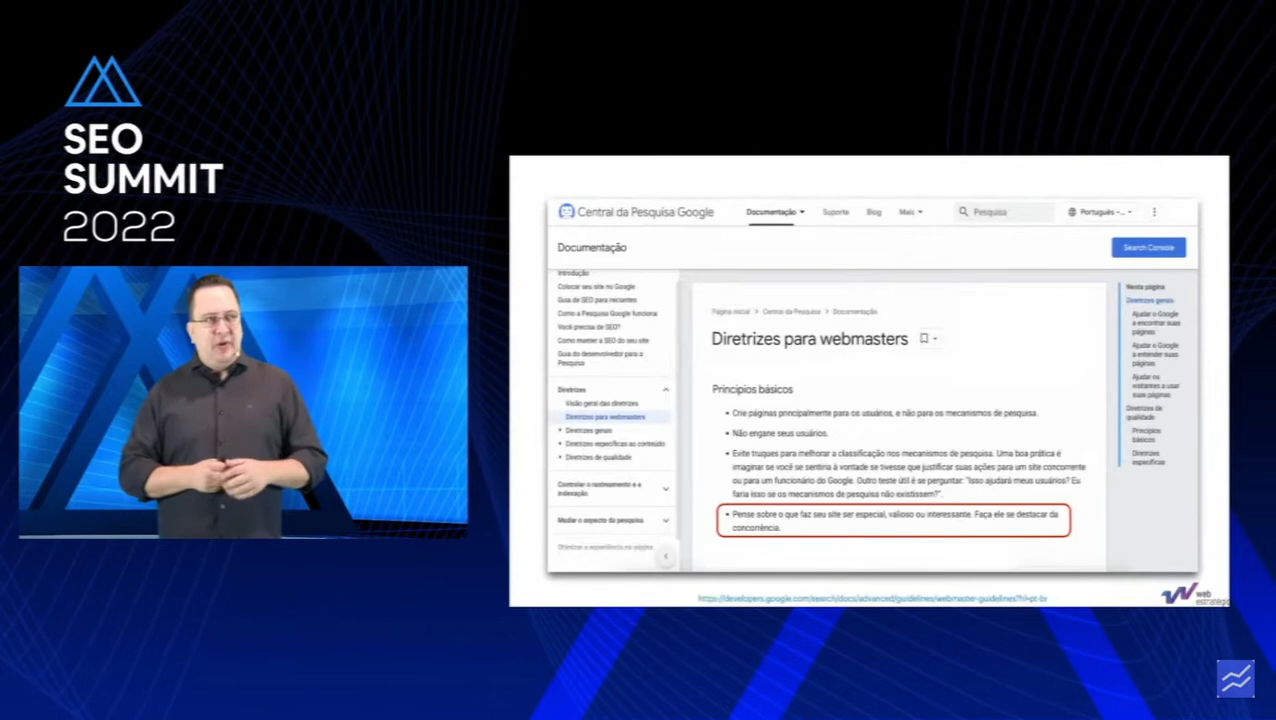 SEO
SUMMIT
2022
Central da Pesquisa Google
Documentação
Suporte
Blog
Mais
Pesquisa
Português -...
Documentação
Search Console
Introdução
Colocar seu site no Google
Guia de SEO para iniciantes
Como a Pesquisa Google funciona
Você precisa de SEO?
Como manter a SEO do seu site
Guia do desenvolvedor para a
Pesquisa
Diretrizes
Visão geral das diretrizes
Diretrizes para webmasters
Diretrizes gerais
Diretrizes específicas ao conteúdo
Diretrizes de qualidade
Controlar o rastreamento e a
indexação
Mudar o aspecto da pesquisa
Otimizar a experiência na página
Página inicial > Central da Pesquisa > Documentação
Diretrizes para webmasters
Princípios básicos
• Crie páginas principalmente para os usuários, e não para os mecanismos de pesquisa.
• Não engane seus usuários.
• Evite truques para melhorar a classificação nos mecanismos de pesquisa. Uma boa prática é
imaginar se você se sentiria à vontade se tivesse que justificar suas ações para um site concorrente
ou para um funcionário do Google. Outro teste útil é se perguntar: "Isso ajudará meus usuários? Eu
faria isso se os mecanismos de pesquisa não existissem?".
• Pense sobre o que faz seu site ser especial, valioso ou interessante. Faça ele se destacar da
concorrência.
Nesta página
Diretrizes gerais
Ajudar o Google
a encontrar suas
páginas
Ajudar o Google
a entender suas
páginas
Ajudar os
visitantes a usar
suas páginas
Diretrizes de
qualidade
Princípios
básicos
Diretrizes
específicas
https://developers.google.com/search/docs/advanced/guidelines/webmaster-guidelines?hl=pt-br
web
estratégic